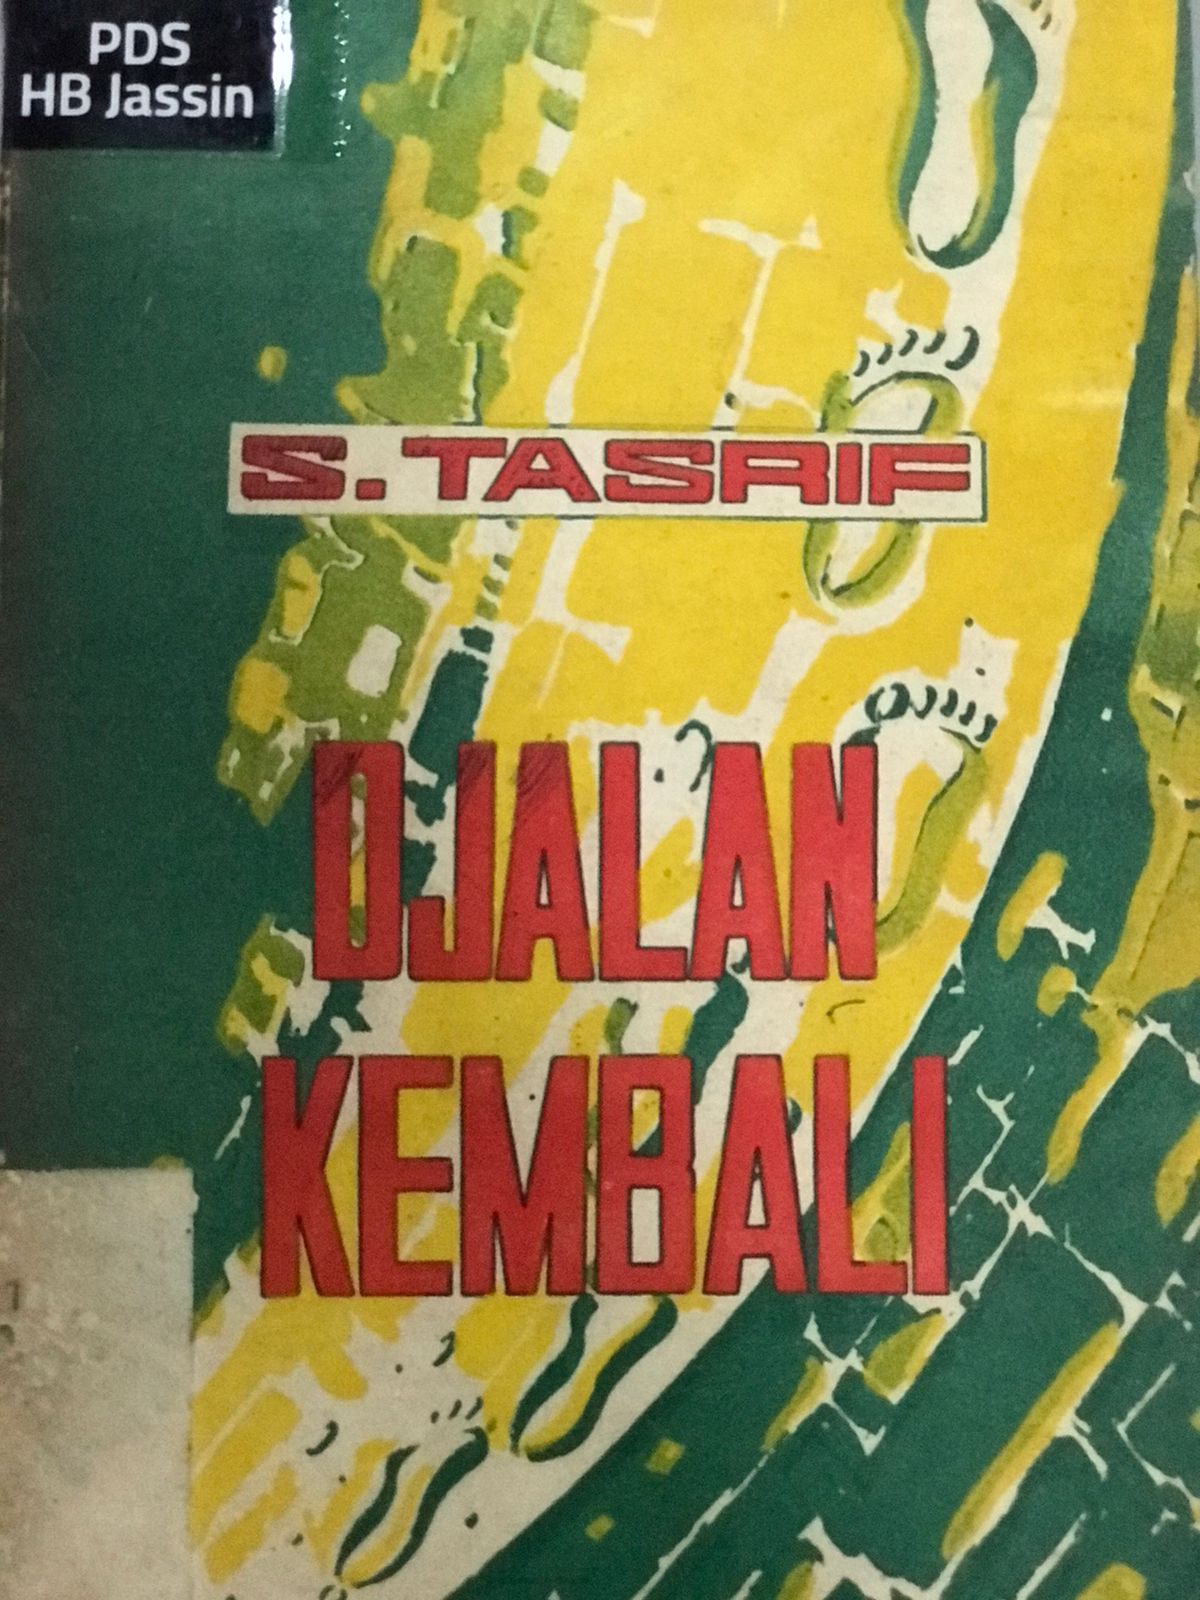 PDS
HB Jassin
S. TASRIF
DJALAN
KEMBALI